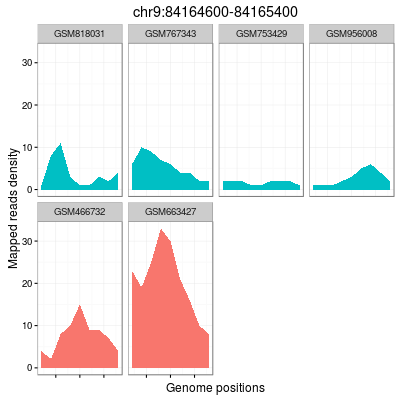 chr9:84164600-84165400
GSM818031 GSM767343 GSM753429 GSM956008
30
20
10
0
GSM466732 GSM663427
30
20
10
0
Mapped reads density
Genome positions